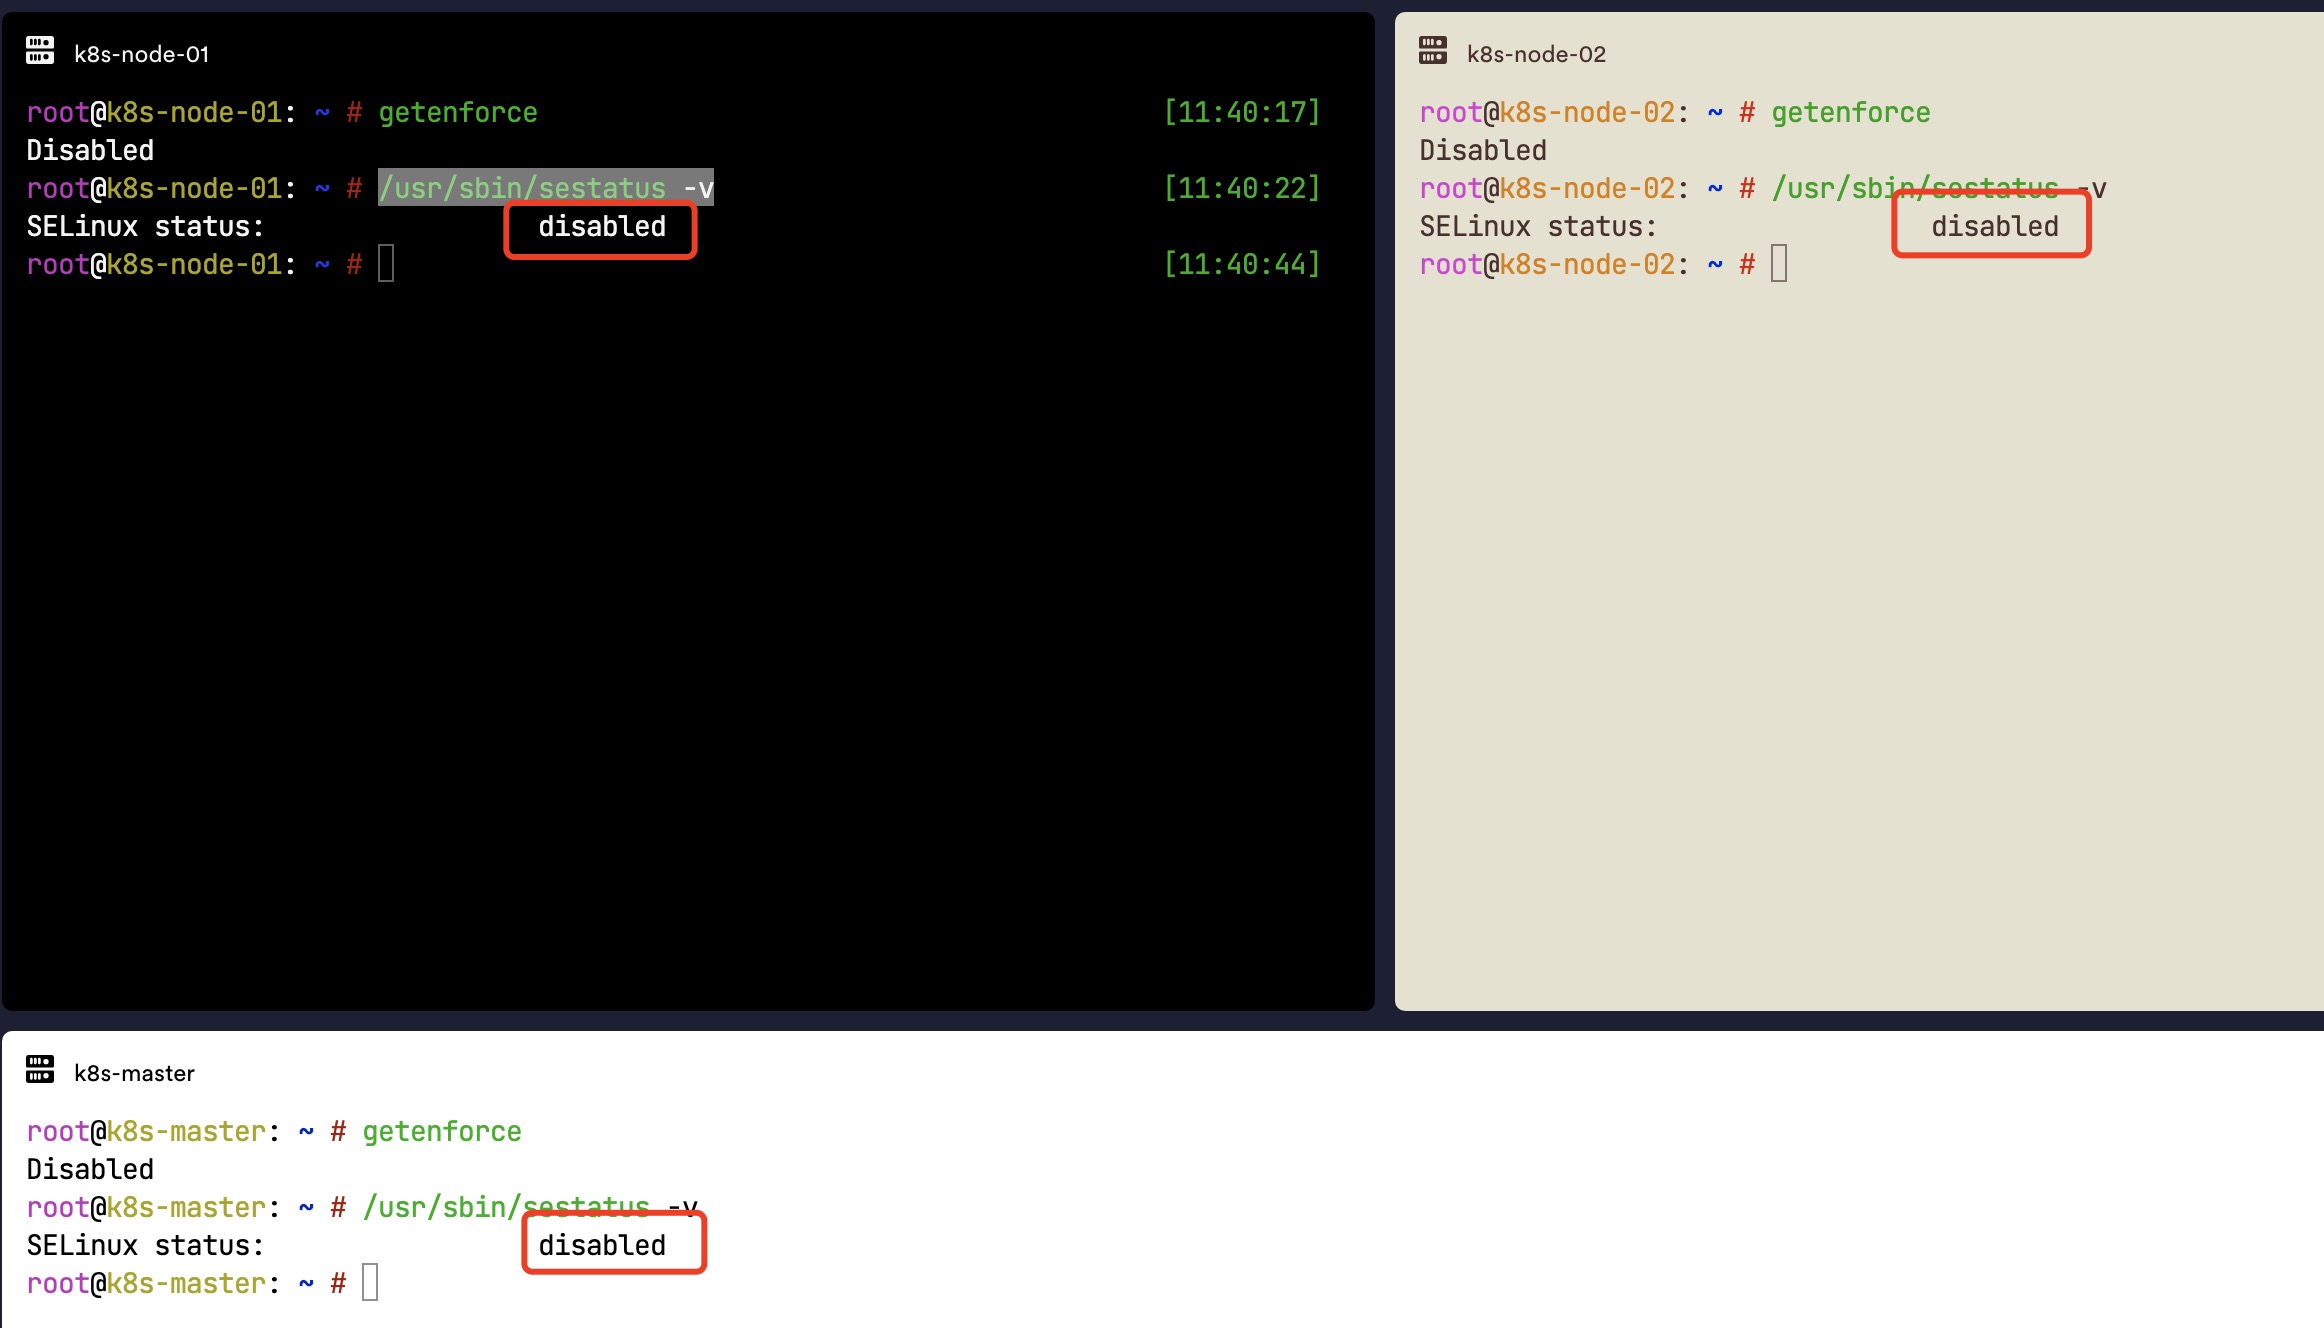 k8s-node-01
root@k8s-node-01: ~ # getenforce [11:40:17]
Disabled
root@k8s-node-01: ~ # /usr/sbin/sestatus -v [11:40:22]
SELinux status: disabled
root@k8s-node-01: ~ # [11:40:44]
k8s-node-02
root@k8s-node-02: ~ # getenforce
Disabled
root@k8s-node-02: ~ # /usr/sbin/sestatus -v
SELinux status: disabled
root@k8s-node-02: ~ #
k8s-master
root@k8s-master: ~ # getenforce
Disabled
root@k8s-master: ~ # /usr/sbin/sestatus -v
SELinux status: disabled
root@k8s-master: ~ #